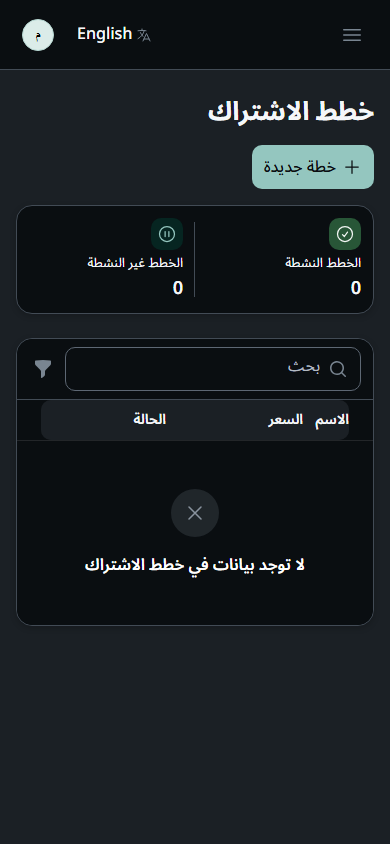 English
م
خطط الاشتراك
خطة جديدة
الخطط النشطة
0
الخطط غير النشطة
0
بحث
الاسم السعر الحالة
لا توجد بيانات في خطط الاشتراك